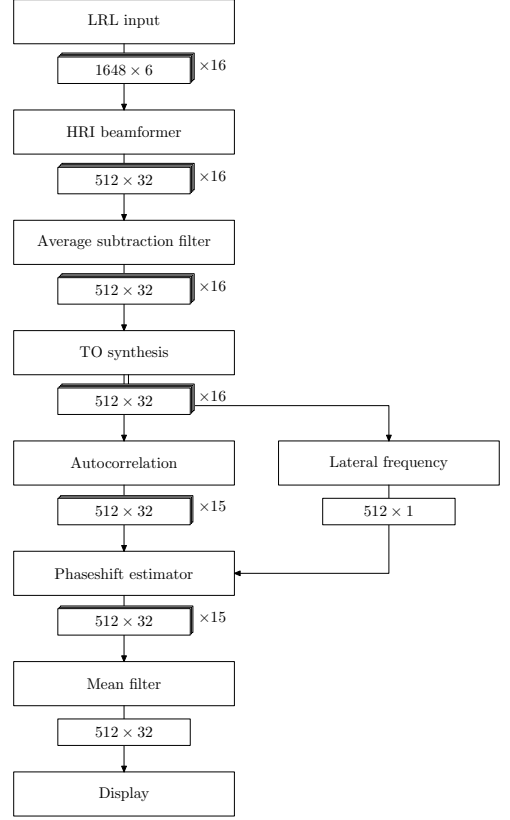 LRL input
1648 × 6 ×16
HRI beamformer
512 × 32 ×16
Average subtraction filter
512 × 32 ×16
TO synthesis
512 × 32 ×16
Autocorrelation
Lateral frequency
512 × 32 ×15
512 × 1
Phaseshift estimator
512 × 32 ×15
Mean filter
512 × 32
Display